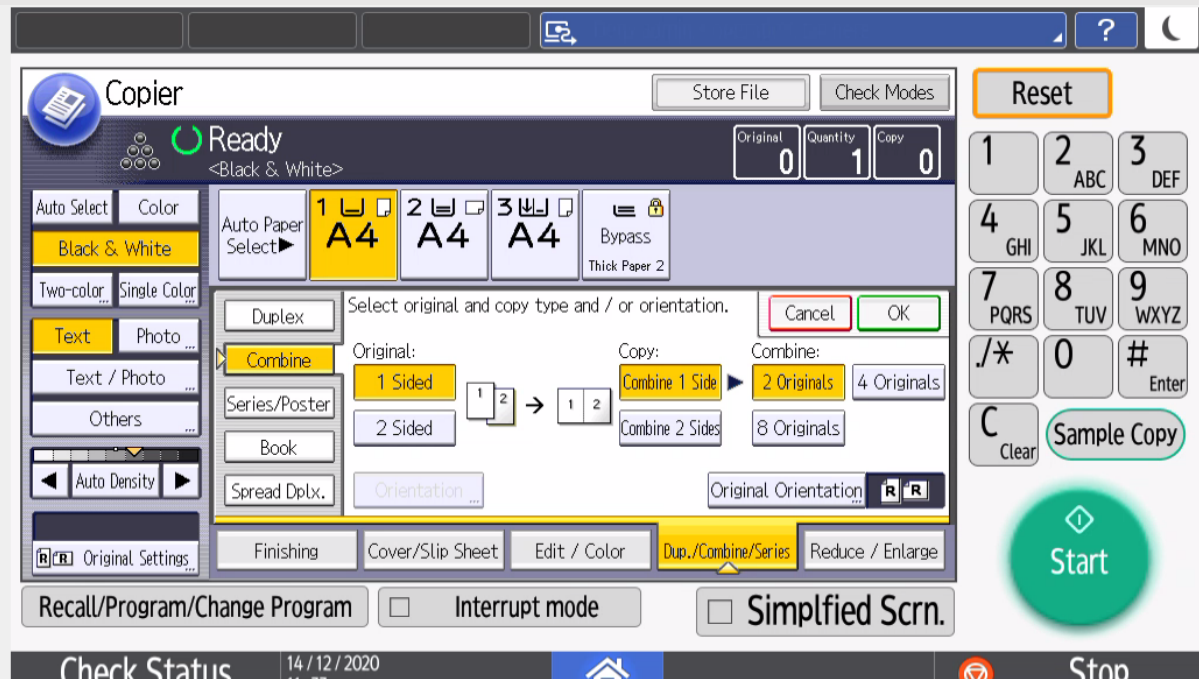 ?
Copier
Store File
Check Modes
Ready
<Black & White>
Original
0
Quantity
1
Copy
0
Auto Select
Color
Black & White
Two-color
Single Color
Text
Photo
Text / Photo
Others
Auto Density
R R Original Settings
Auto Paper
Select▶
1
A4
2
A4
3
A4
Bypass
Thick Paper 2
Duplex
Combine
Series/Poster
Book
Spread Dplx.
Select original and copy type and / or orientation.
Cancel
OK
Original:
1 Sided
2 Sided
1 2 → 1 2
Copy:
Combine 1 Side
Combine 2 Sides
Combine:
2 Originals
4 Originals
8 Originals
Orientation
Original Orientation
R R
Finishing
Cover/Slip Sheet
Edit / Color
Dup./Combine/Series
Reduce / Enlarge
Reset
1
2 ABC
3 DEF
4 GHI
5 JKL
6 MNO
7 PQRS
8 TUV
9 WXYZ
./*
0
# Enter
C Clear
Sample Copy
Start
Recall/Program/Change Program
Interrupt mode
Simplfied Scrn.
Check Status
14/12/2020
Stop